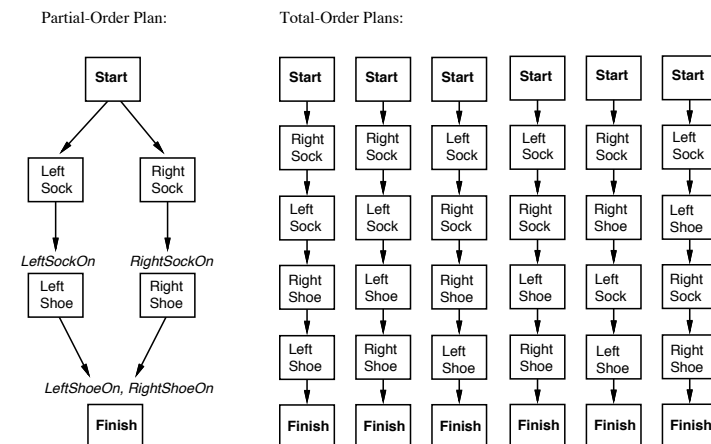 Partial-Order Plan:
Total-Order Plans:
Start
Left
Sock
Right
Sock
LeftSockOn
RightSockOn
Left
Shoe
Right
Shoe
LeftShoeOn, RightShoeOn
Finish
Start
Right
Sock
Left
Sock
Right
Shoe
Left
Shoe
Finish
Start
Right
Sock
Left
Sock
Left
Shoe
Right
Shoe
Finish
Start
Left
Sock
Right
Sock
Right
Shoe
Left
Shoe
Finish
Start
Left
Sock
Right
Sock
Left
Shoe
Right
Shoe
Finish
Start
Right
Sock
Right
Shoe
Left
Sock
Left
Shoe
Finish
Start
Left
Sock
Left
Shoe
Right
Sock
Right
Shoe
Finish